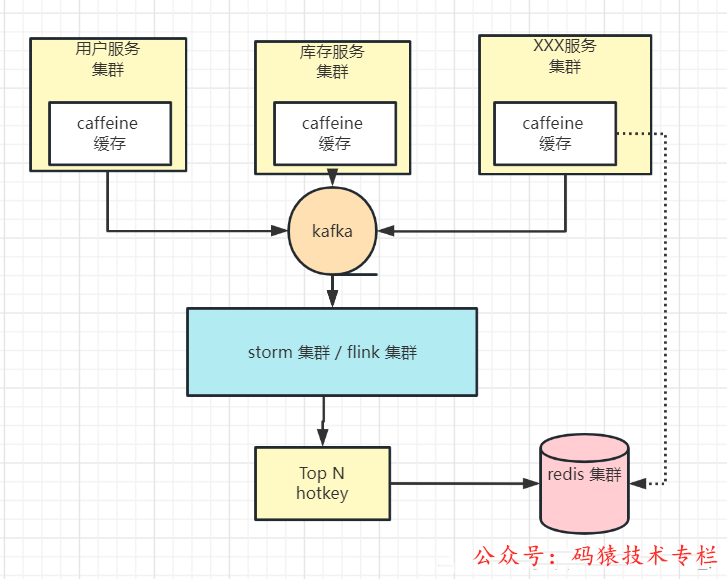 用户服务
集群
caffeine
缓存
库存服务
集群
caffeine
缓存
XXX服务
集群
caffeine
缓存
kafka
storm 集群 / flink 集群
Top N
hotkey
redis 集群
公众号：码猿技术专栏